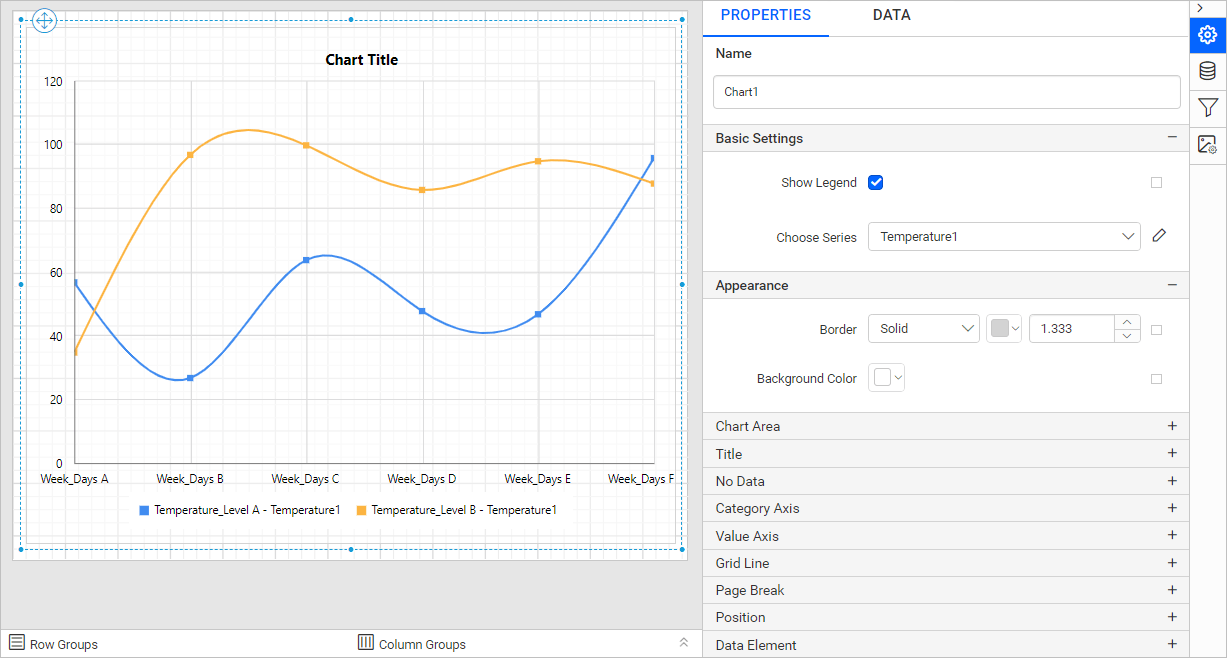 Chart Title
120
100
80
60
40
20
0
Week_Days A Week_Days B Week_Days C Week_Days D Week_Days E Week_Days F
Temperature_Level A - Temperature1 Temperature_Level B - Temperature1
Row Groups Column Groups
PROPERTIES DATA
Name
Chart1
Basic Settings
Show Legend
Choose Series Temperature1
Appearance
Border Solid 1.333
Background Color
Chart Area
Title
No Data
Category Axis
Value Axis
Grid Line
Page Break
Position
Data Element